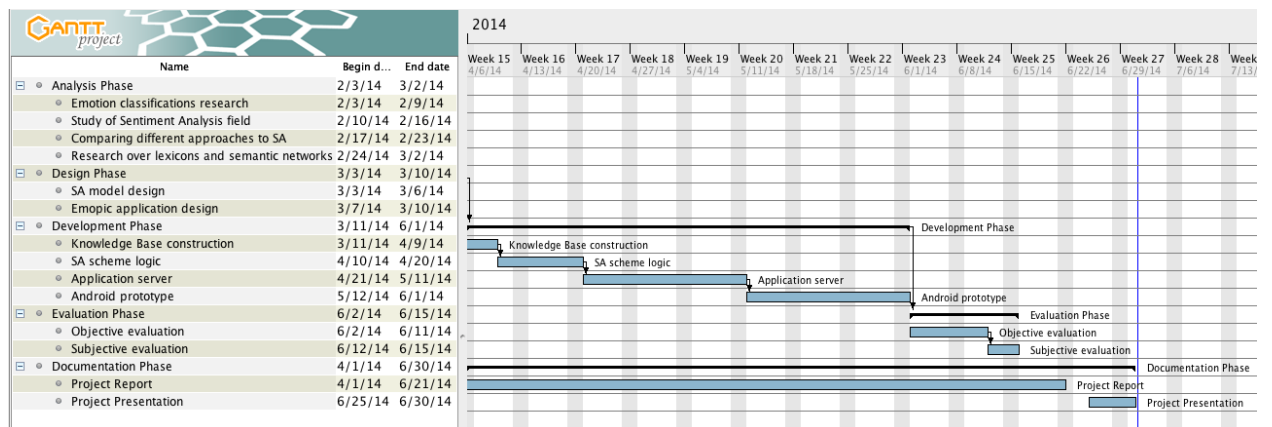 GANTT
project
2014
Week 15 Week 16 Week 17 Week 18 Week 19 Week 20 Week 21 Week 22 Week 23 Week 24 Week 25 Week 26 Week 27 Week 28 Week
4/6/14 4/13/14 4/20/14 4/27/14 5/4/14 5/11/14 5/18/14 5/25/14 6/1/14 6/8/14 6/15/14 6/22/14 6/29/14 7/6/14 7/13/
Name Begin d... End date
Analysis Phase 2/3/14 3/2/14
Emotion classifications research 2/3/14 2/9/14
Study of Sentiment Analysis field 2/10/14 2/16/14
Comparing different approaches to SA 2/17/14 2/23/14
Research over lexicons and semantic networks 2/24/14 3/2/14
Design Phase 3/3/14 3/10/14
SA model design 3/3/14 3/6/14
Emopic application design 3/7/14 3/10/14
Development Phase 3/11/14 6/1/14 Development Phase
Knowledge Base construction 3/11/14 4/9/14 Knowledge Base construction
SA scheme logic 4/10/14 4/20/14 SA scheme logic
Application server 4/21/14 5/11/14 Application server
Android prototype 5/12/14 6/1/14 Android prototype
Evaluation Phase 6/2/14 6/15/14 Evaluation Phase
Objective evaluation 6/2/14 6/11/14 Objective evaluation
Subjective evaluation 6/12/14 6/15/14 Subjective evaluation
Documentation Phase 4/1/14 6/30/14 Documentation Phase
Project Report 4/1/14 6/21/14 Project Report
Project Presentation 6/25/14 6/30/14 Project Presentation